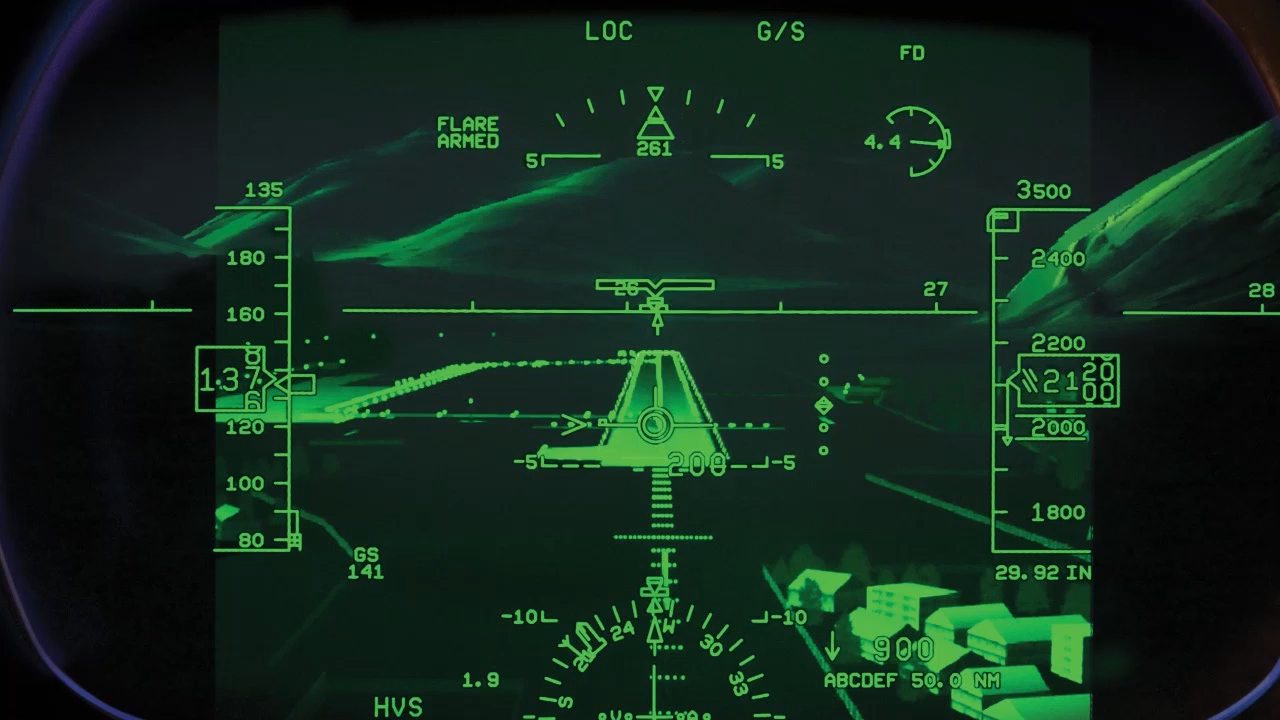 LOC G/S
FD
FLARE
ARMED
4.4
5 261 5
135 3500
180 2400
26 27 28
160
2200
137 2120
00
120 2000
-5 200 -5
100
1800
80
GS
141
29.92 IN
-10 -10
24 W 30
33
S
900
1.9
ABCDEF 50.0 NM
HVS